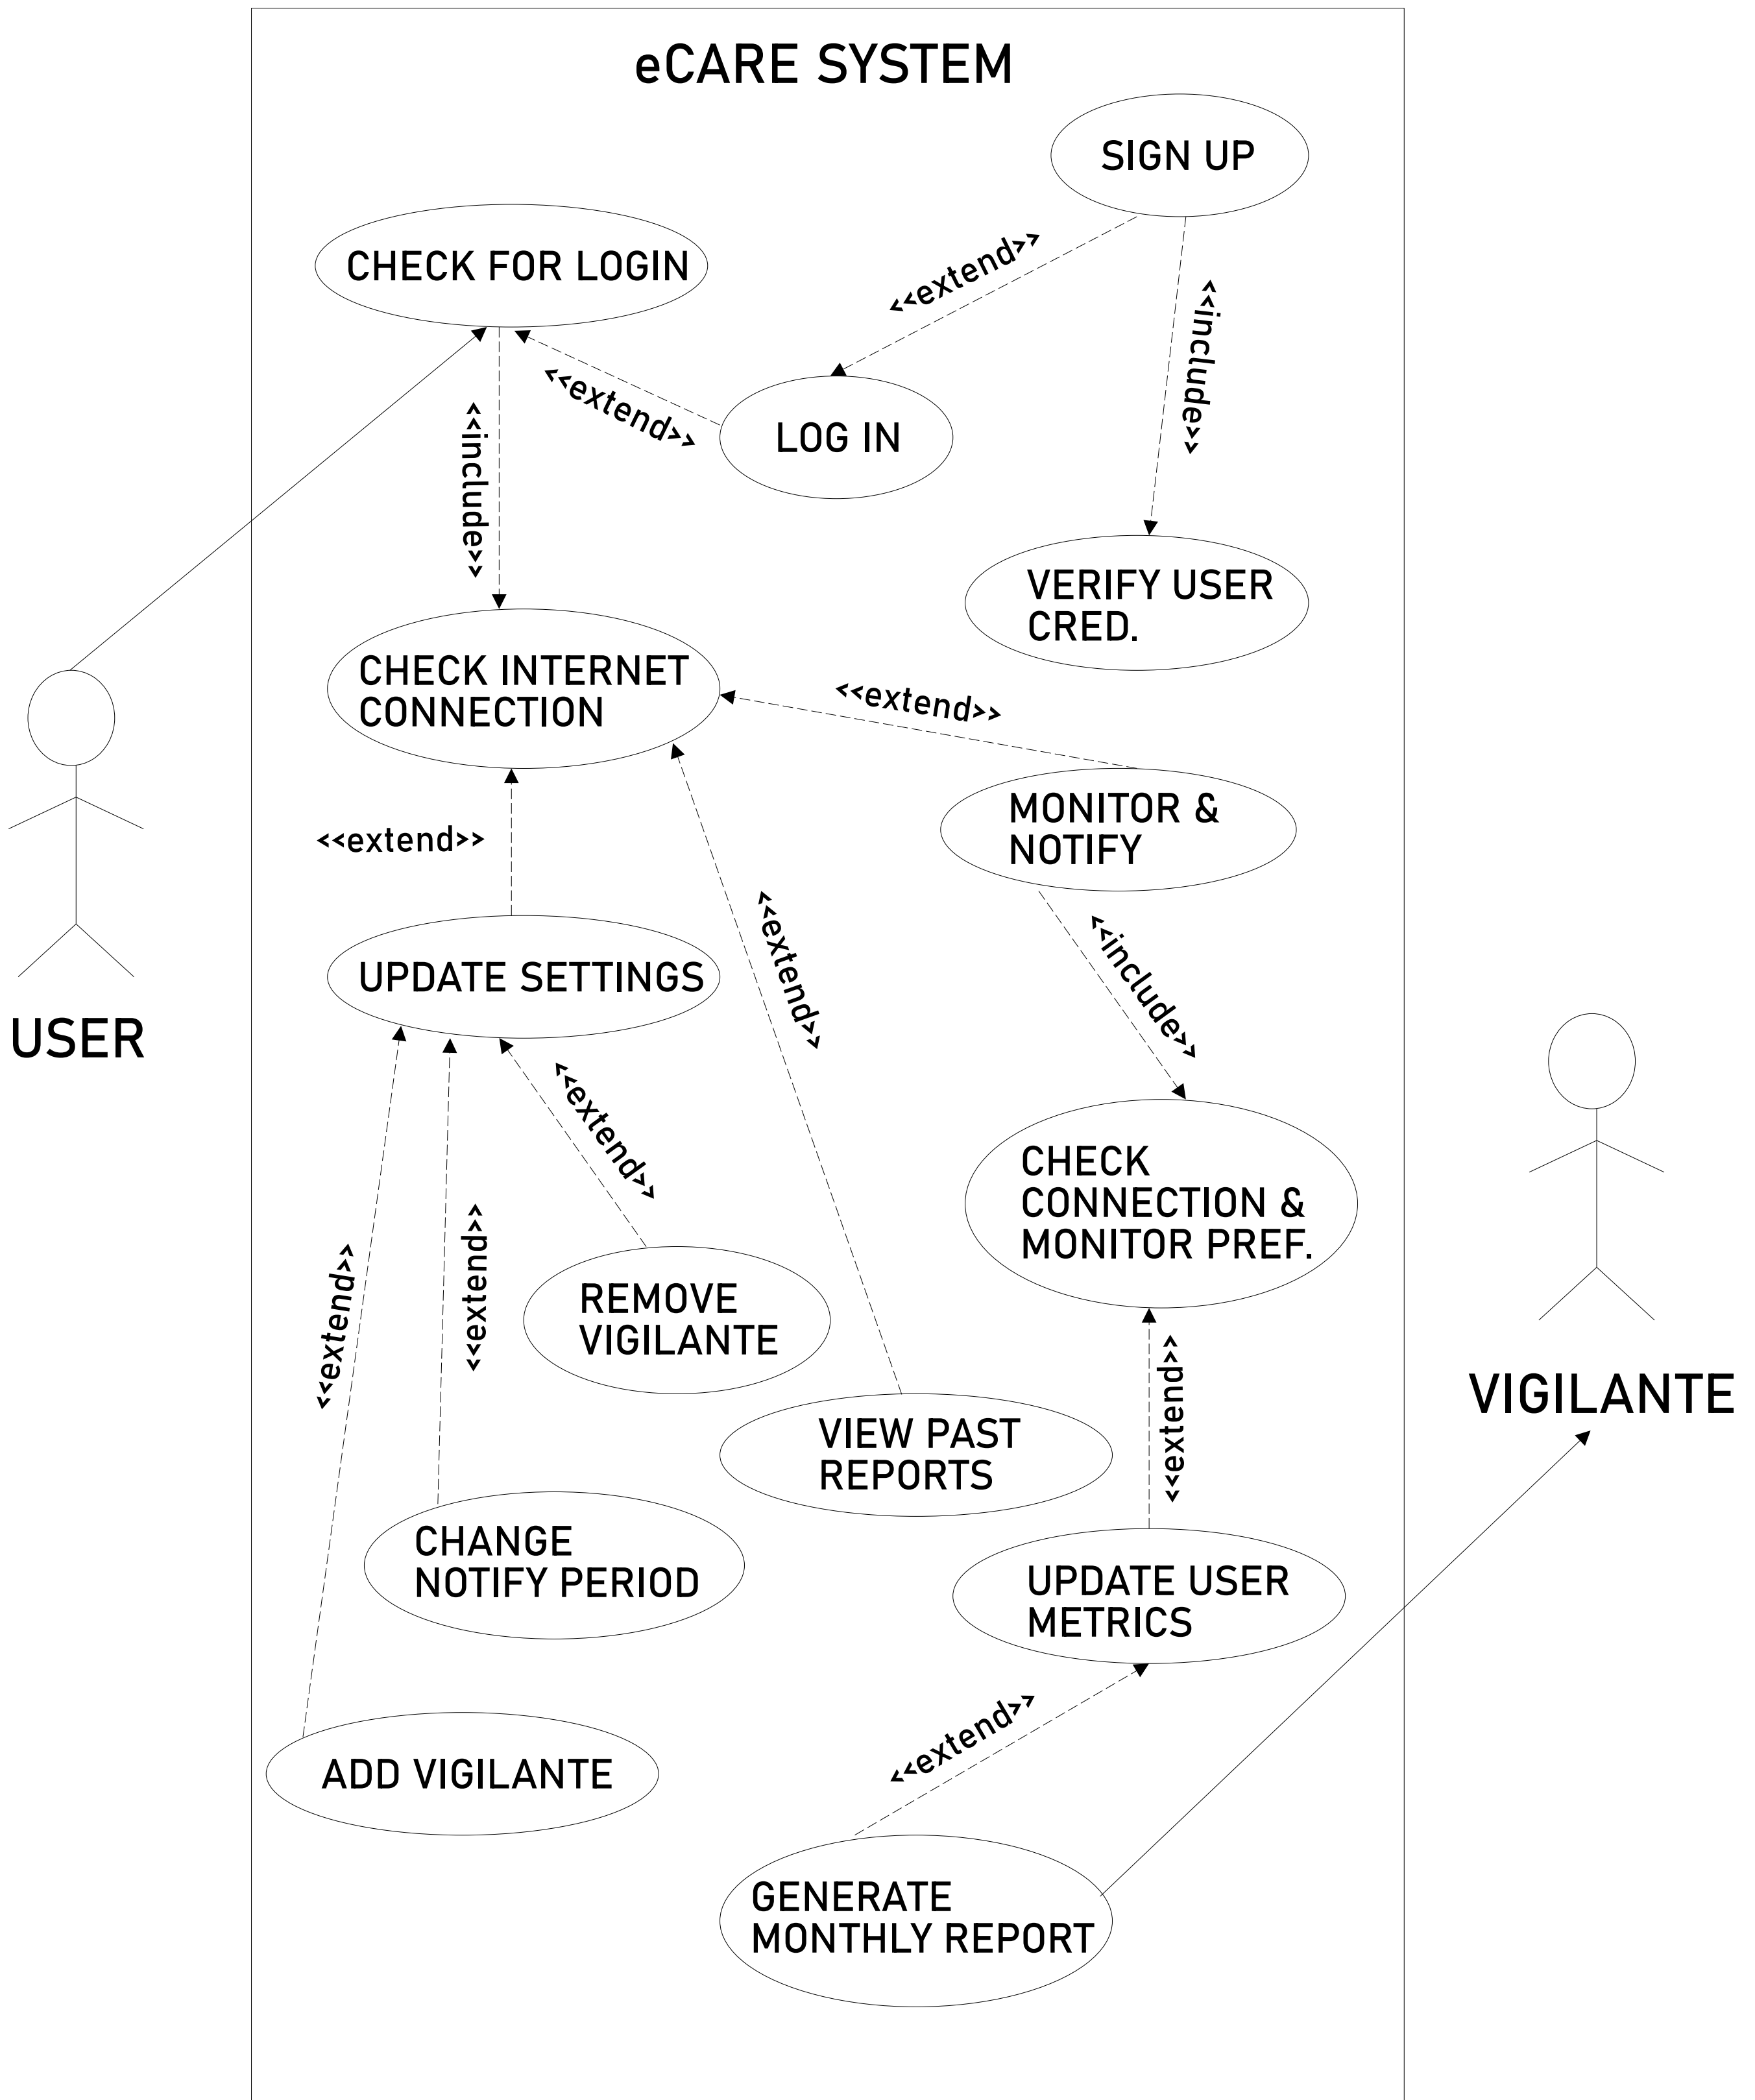 eCARE SYSTEM
SIGN UP
CHECK FOR LOGIN
<<extend>>
<<include>>
<<extend>>
<<include>>
LOG IN
VERIFY USER
CRED.
CHECK INTERNET
CONNECTION
<<extend>>
MONITOR &
NOTIFY
<<extend>>
<<extend>>
<<include>>
UPDATE SETTINGS
USER
<<extend>>
CHECK
CONNECTION &
MONITOR PREF.
<<extend>>
<<extend>>
REMOVE
VIGILANTE
<<extend>>
VIGILANTE
VIEW PAST
REPORTS
CHANGE
NOTIFY PERIOD
UPDATE USER
METRICS
<<extend>>
ADD VIGILANTE
GENERATE
MONTHLY REPORT